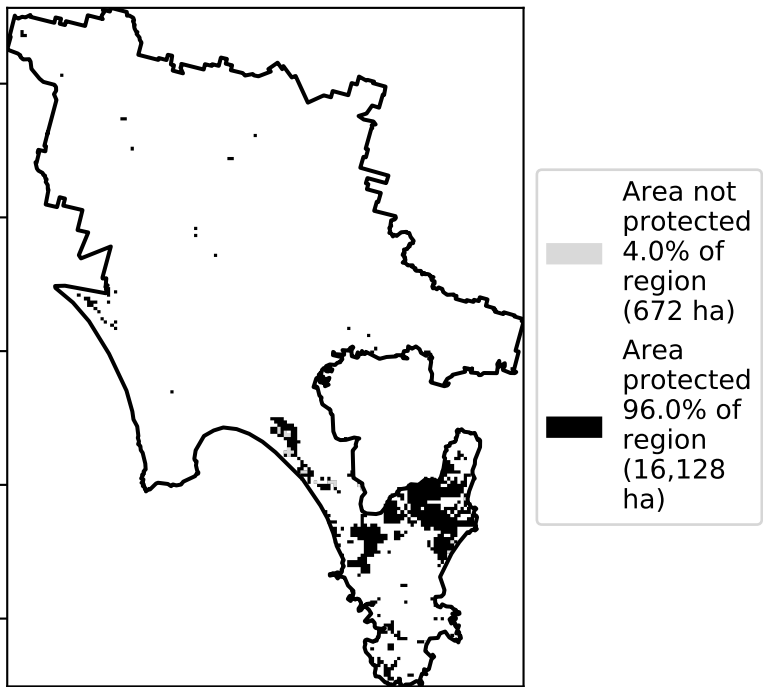 Area not
protected
4.0% of
region
(672 ha)
Area
protected
96.0% of
region
(16,128
ha)